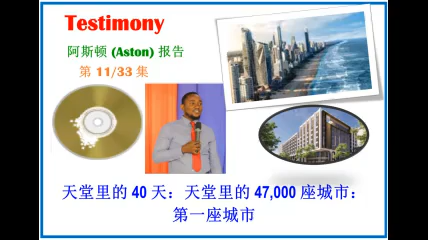 Testimony
阿斯顿 (Aston) 报告
第 11/33 集
天堂里的 40 天：天堂里的 47,000 座城市：
第一座城市